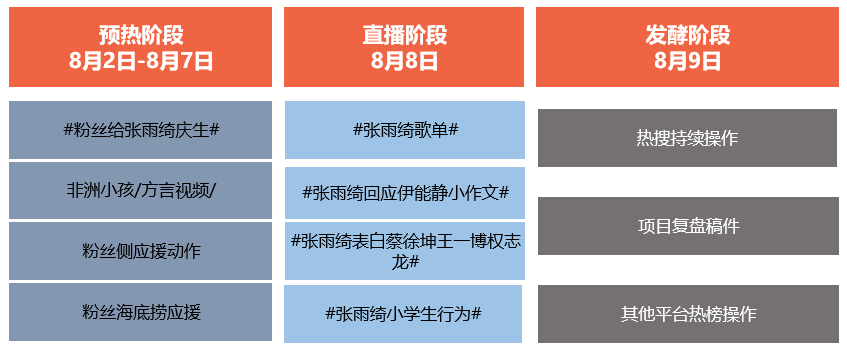 预热阶段
8月2日-8月7日
直播阶段
8月8日
发酵阶段
8月9日
#粉丝给张雨绮庆生#
非洲小孩/方言视频/
粉丝侧应援动作
粉丝海底捞应援
#张雨绮歌单#
#张雨绮回应伊能静小作文#
#张雨绮表白蔡徐坤王一博权志
龙#
#张雨绮小学生行为#
热搜持续操作
项目复盘稿件
其他平台热榜操作